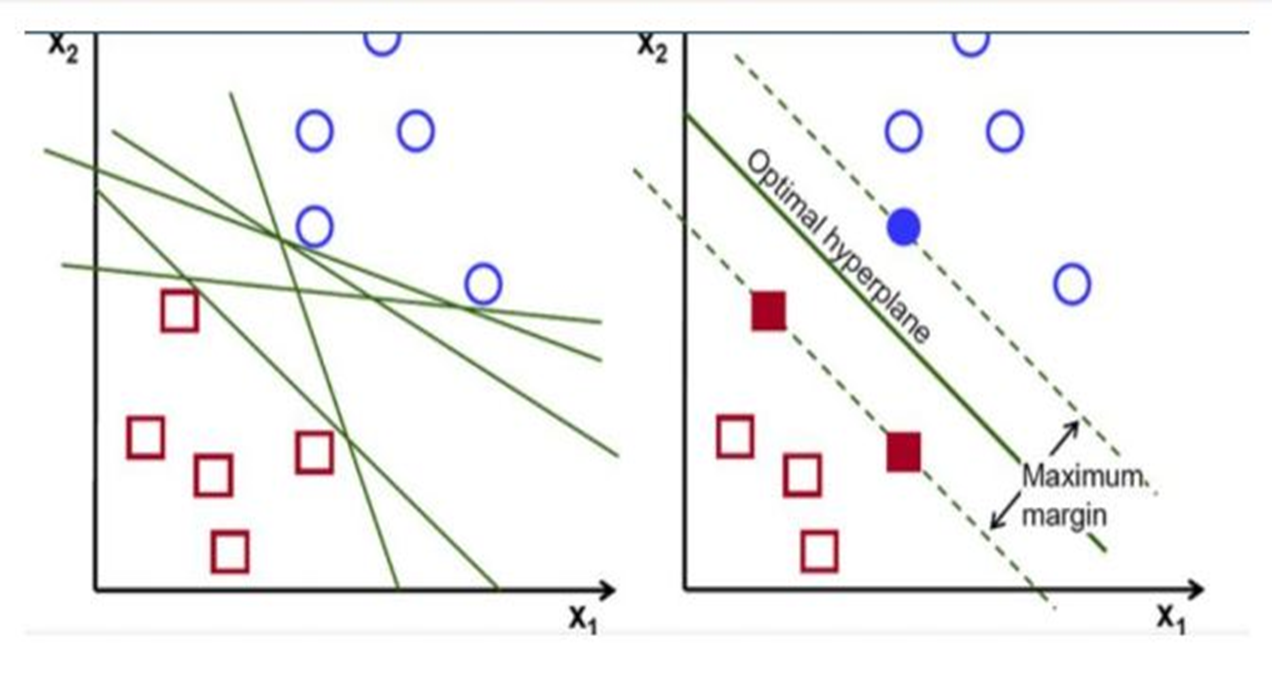 X₂
X₁
X₂
Optimal hyperplane
Maximum
margin
X₁